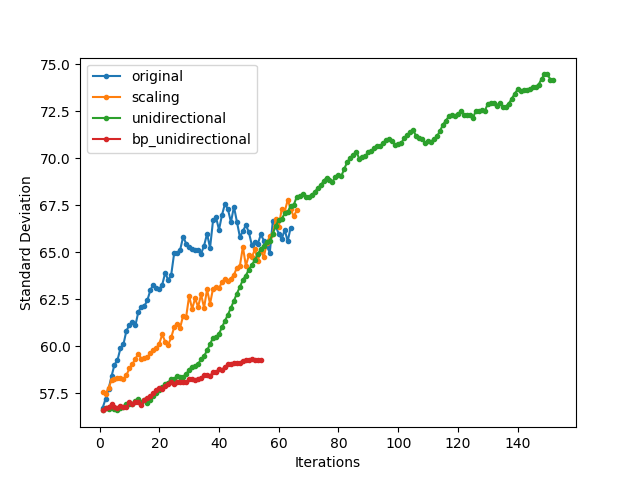 75.0
72.5
70.0
67.5
65.0
62.5
60.0
57.5
Standard Deviation
original
scaling
unidirectional
bp_unidirectional
0 20 40 60 80 100 120 140
Iterations